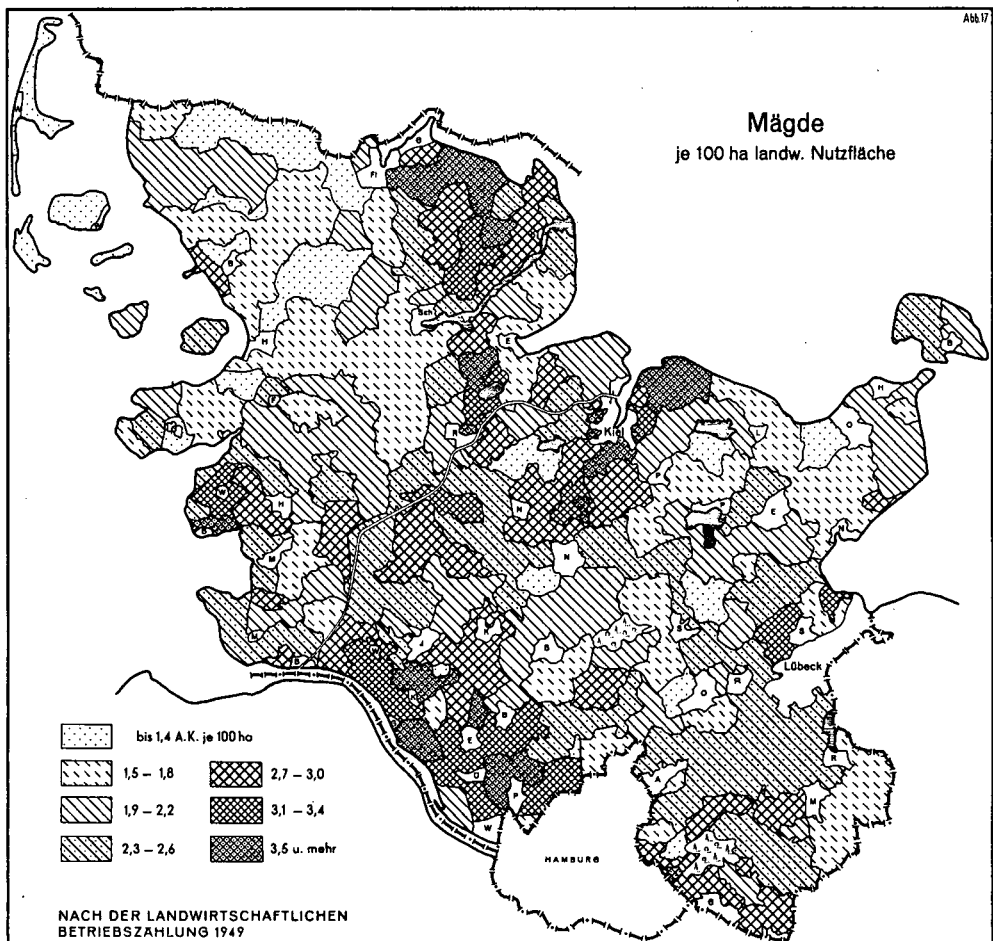 Abb.17
Mägde
je 100 ha landw. Nutzfläche
Fl
G
B
Sch
E
H
B
H
F
G
R
Kiel
L
O
W
B
H
N
E
M
N
N
M
J
K
B
S
S
B
W
Lübeck
O
R
B
E
U
P
A
R
M
W
HAMBURG
G
bis 1,4 A.K. je 100 ha
1,5 – 1,8
2,7 – 3,0
1,9 – 2,2
3,1 – 3,4
2,3 – 2,6
3,5 u. mehr
NACH DER LANDWIRTSCHAFTLICHEN
BETRIEBSZÄHLUNG 1949